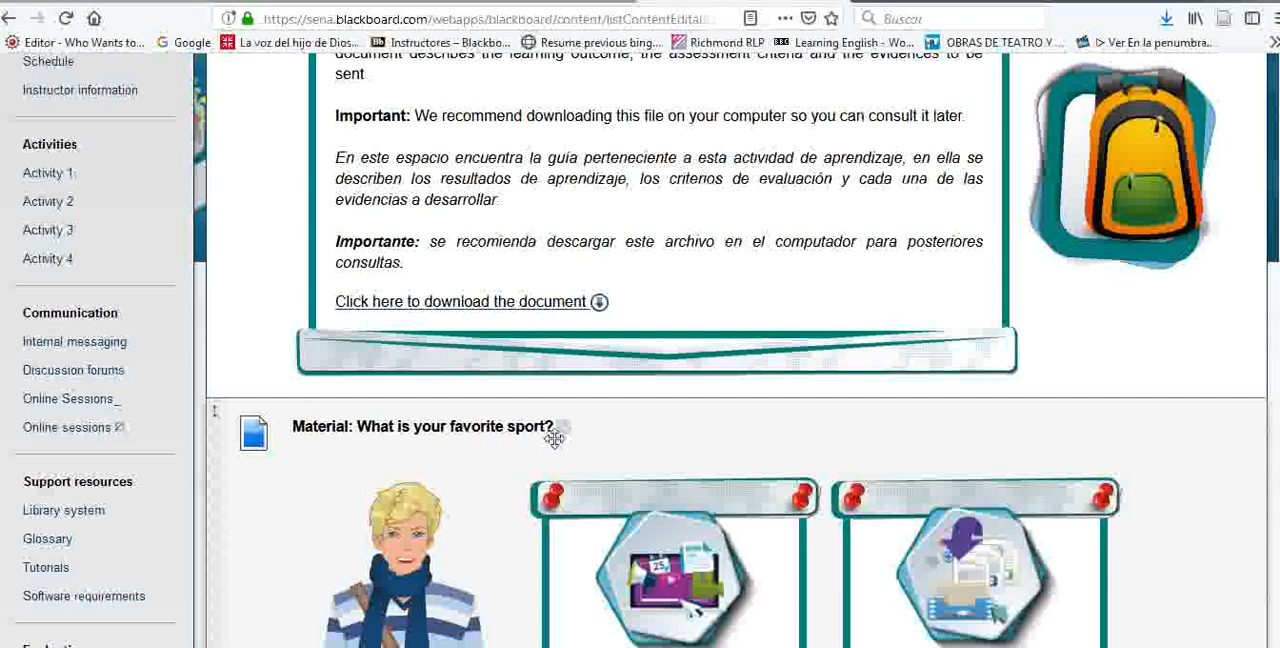 https://sena.blackboard.com/webapps/blackboard/content/listContentEditabl
Buscar
Editor - Who Wants to...
Google
La voz del hijo de Dios...
Bb Instructores – Blackbo...
Resume previous bing...
Richmond RLP
Learning English - Wo...
OBRAS DE TEATRO Y ...
▷ Ver En la penumbra...
Schedule
Instructor information
Activities
Activity 1
Activity 2
Activity 3
Activity 4
Communication
Internal messaging
Discussion forums
Online Sessions_
Online sessions
Support resources
Library system
Glossary
Tutorials
Software requirements
document describes the learning outcome, the assessment criteria and the evidences to be
sent
Important: We recommend downloading this file on your computer so you can consult it later.
En este espacio encuentra la guía perteneciente a esta actividad de aprendizaje, en ella se
describen los resultados de aprendizaje, los criterios de evaluación y cada una de las
evidencias a desarrollar
Importante: se recomienda descargar este archivo en el computador para posteriores
consultas.
Click here to download the document
Material: What is your favorite sport?
25